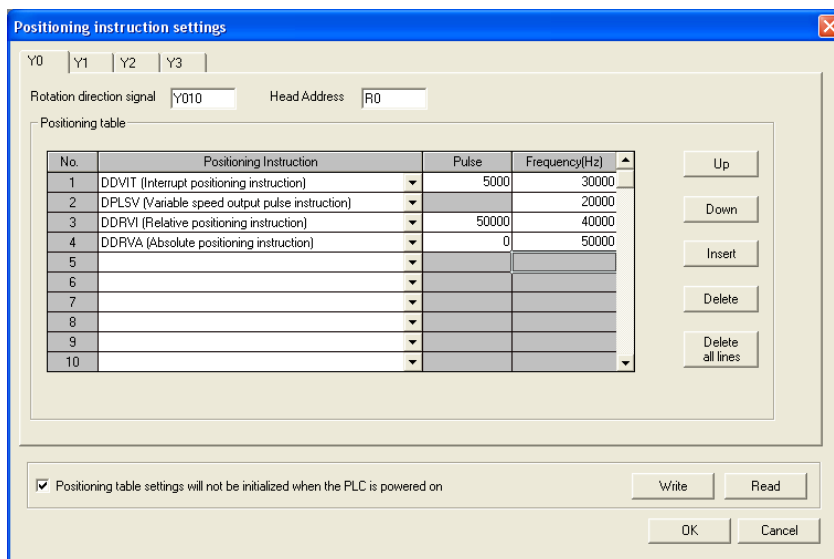 Positioning instruction settings
Y0 Y1 Y2 Y3
Rotation direction signal Y010 Head Address R0
Positioning table
No. Positioning Instruction Pulse Frequency(Hz)
1 DDVIT (Interrupt positioning instruction) 5000 30000
2 DPLSV (Variable speed output pulse instruction) 20000
3 DDRVI (Relative positioning instruction) 50000 40000
4 DDRVA (Absolute positioning instruction) 0 50000
5
6
7
8
9
10
Up
Down
Insert
Delete
Delete
all lines
Positioning table settings will not be initialized when the PLC is powered on
Write Read
OK Cancel